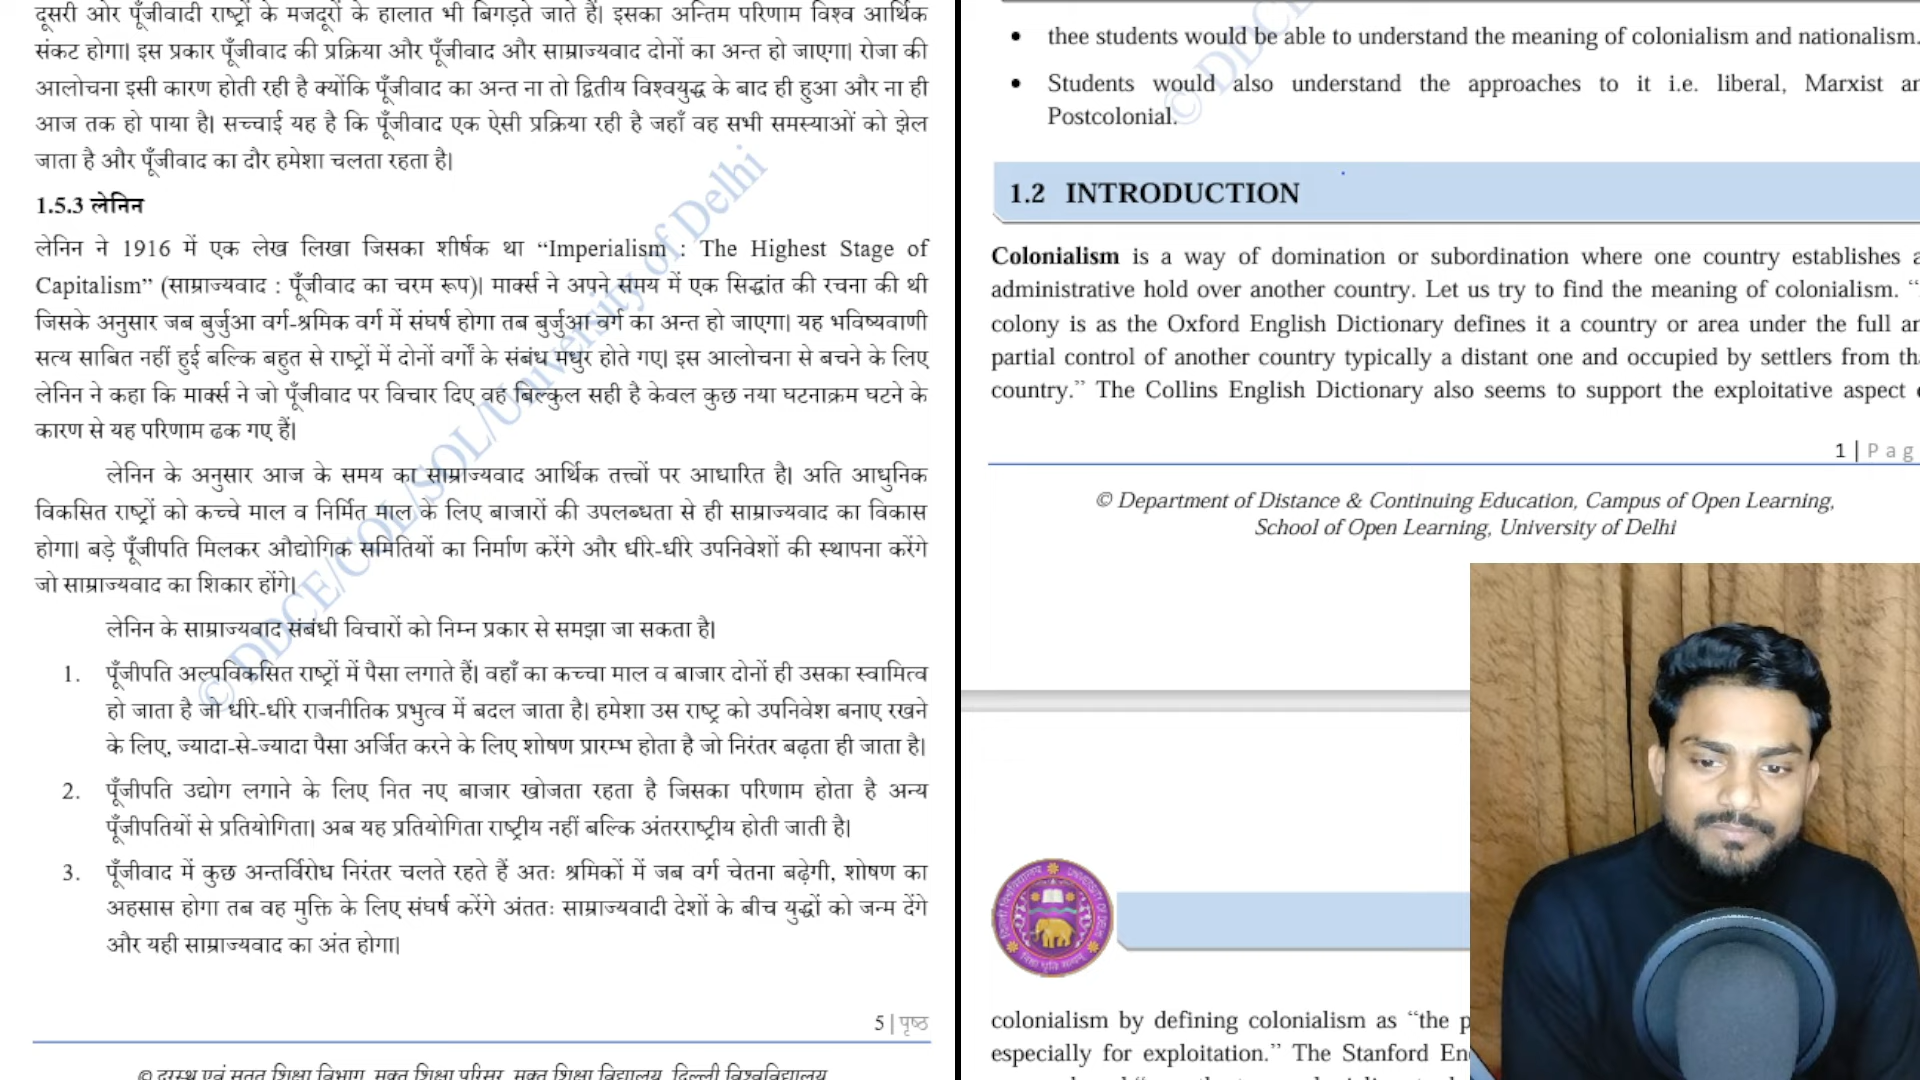 दूसरी ओर पूँजीवादी राष्ट्रों के मजदूरों के हालात भी बिगड़ते जाते हैं। इसका अन्तिम परिणाम विश्व आर्थिक
संकट होगा। इस प्रकार पूँजीवाद की प्रक्रिया और पूँजीवाद और साम्राज्यवाद दोनों का अन्त हो जाएगा। रोजा की
आलोचना इसी कारण होती रही है क्योंकि पूँजीवाद का अन्त ना तो द्वितीय विश्वयुद्ध के बाद ही हुआ और ना ही
आज तक हो पाया है। सच्चाई यह है कि पूँजीवाद एक ऐसी प्रक्रिया रही है जहाँ वह सभी समस्याओं को झेल
जाता है और पूँजीवाद का दौर हमेशा चलता रहता है।
1.5.3 लेनिन
लेनिन ने 1916 में एक लेख लिखा जिसका शीर्षक था “Imperialism : The Highest Stage of
Capitalism” (साम्राज्यवाद : पूँजीवाद का चरम रूप)। मार्क्स ने अपने समय में एक सिद्धांत की रचना की थी
जिसके अनुसार जब बुर्जुआ वर्ग-श्रमिक वर्ग में संघर्ष होगा तब बुर्जुआ वर्ग का अन्त हो जाएगा। यह भविष्यवाणी
सत्य साबित नहीं हुई बल्कि बहुत से राष्ट्रों में दोनों वर्गों के संबंध मधुर होते गए। इस आलोचना से बचने के लिए
लेनिन ने कहा कि मार्क्स ने जो पूँजीवाद पर विचार दिए वह बिल्कुल सही है केवल कुछ नया घटनाक्रम घटने के
कारण से यह परिणाम ढक गए हैं।
लेनिन के अनुसार आज के समय का साम्राज्यवाद आर्थिक तत्त्वों पर आधारित है। अति आधुनिक
विकसित राष्ट्रों को कच्चे माल व निर्मित माल के लिए बाजारों की उपलब्धता से ही साम्राज्यवाद का विकास
होगा। बड़े पूँजीपति मिलकर औद्योगिक समितियों का निर्माण करेंगे और धीरे-धीरे उपनिवेशों की स्थापना करेंगे
जो साम्राज्यवाद का शिकार होंगे।
लेनिन के साम्राज्यवाद संबंधी विचारों को निम्न प्रकार से समझा जा सकता है।
1. पूँजीपति अल्पविकसित राष्ट्रों में पैसा लगाते हैं। वहाँ का कच्चा माल व बाजार दोनों ही उसका स्वामित्व
हो जाता है जो धीरे-धीरे राजनीतिक प्रभुत्व में बदल जाता है। हमेशा उस राष्ट्र को उपनिवेश बनाए रखने
के लिए, ज्यादा-से-ज्यादा पैसा अर्जित करने के लिए शोषण प्रारम्भ होता है जो निरंतर बढ़ता ही जाता है।
2. पूँजीपति उद्योग लगाने के लिए नित नए बाजार खोजता रहता है जिसका परिणाम होता है अन्य
पूँजीपतियों से प्रतियोगिता। अब यह प्रतियोगिता राष्ट्रीय नहीं बल्कि अंतरराष्ट्रीय होती जाती है।
3. पूँजीवाद में कुछ अन्तर्विरोध निरंतर चलते रहते हैं अतः श्रमिकों में जब वर्ग चेतना बढ़ेगी, शोषण का
अहसास होगा तब वह मुक्ति के लिए संघर्ष करेंगे अंततः साम्राज्यवादी देशों के बीच युद्धों को जन्म देंगे
और यही साम्राज्यवाद का अंत होगा।
5 | पृष्ठ
© दूरस्थ एवं सतत् शिक्षा विभाग, मुक्त शिक्षा परिसर, मुक्त शिक्षा विद्यालय, दिल्ली विश्वविद्यालय
© DDCE/COL/SOL/University of Delhi
• thee students would be able to understand the meaning of colonialism and nationalism.
• Students would also understand the approaches to it i.e. liberal, Marxist
Postcolonial.
1.2 INTRODUCTION
Colonialism is a way of domination or subordination where one country establishes
administrative hold over another country. Let us try to find the meaning of colonialism. “
colony is as the Oxford English Dictionary defines it a country or area under the full
partial control of another country typically a distant one and occupied by settlers from
country.” The Collins English Dictionary also seems to support the exploitative aspect
1 | Pag
© Department of Distance & Continuing Education, Campus of Open Learning,
School of Open Learning, University of Delhi
colonialism by defining colonialism as “the
especially for exploitation.” The Stanford